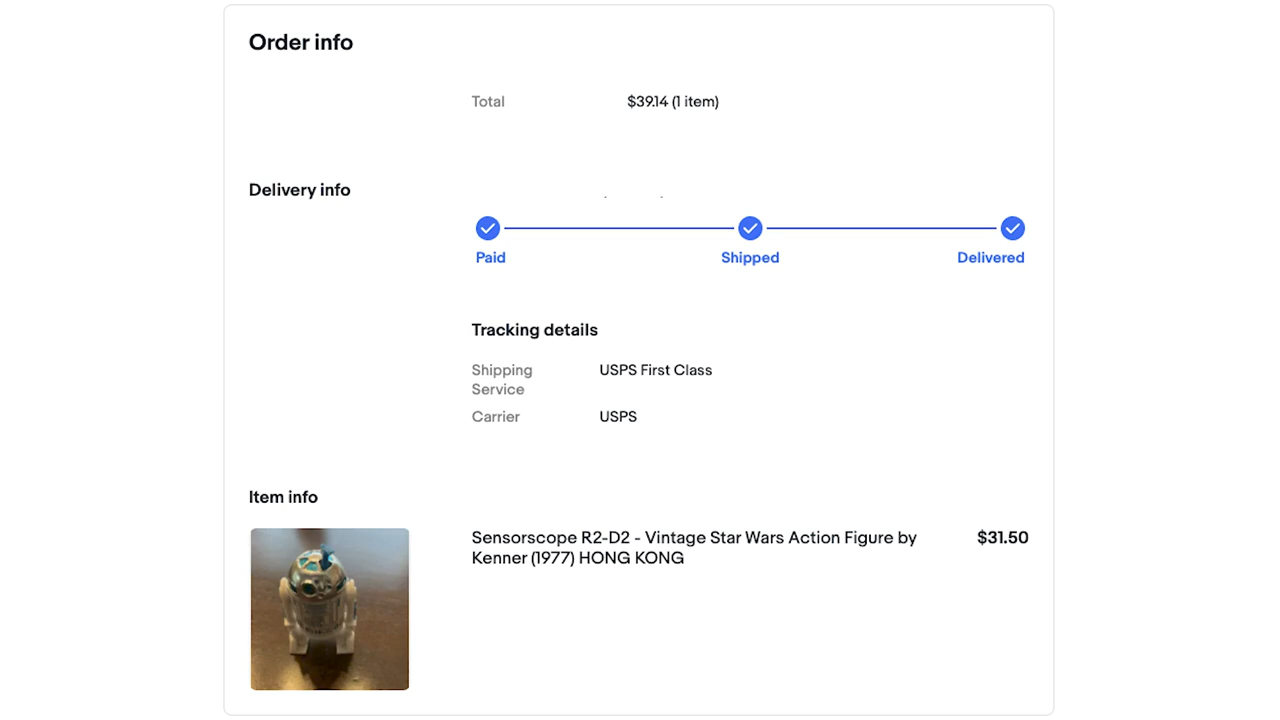 Order info
Total $39.14 (1 item)
Delivery info
Paid Shipped Delivered
Tracking details
Shipping USPS First Class
Service
Carrier USPS
Item info
Sensorscope R2-D2 - Vintage Star Wars Action Figure by $31.50
Kenner (1977) HONG KONG